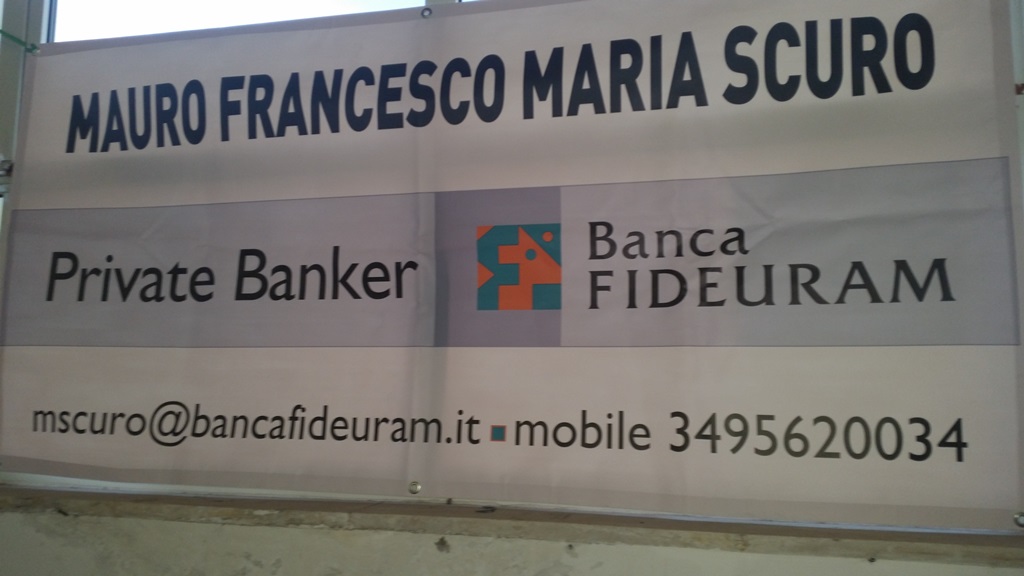 MAURO FRANCESCO MARIA SCURO
Private Banker
Banca
FIDEURAM
mscuro@bancafideuram.it ▪ mobile 3495620034